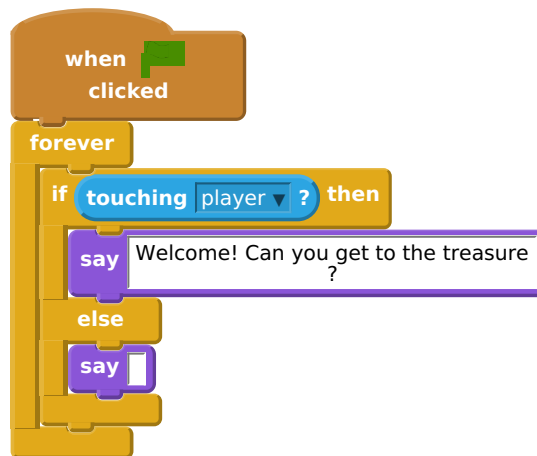 when
clicked
forever
if touching player ▼ ? then
say Welcome! Can you get to the treasure
?
else
say